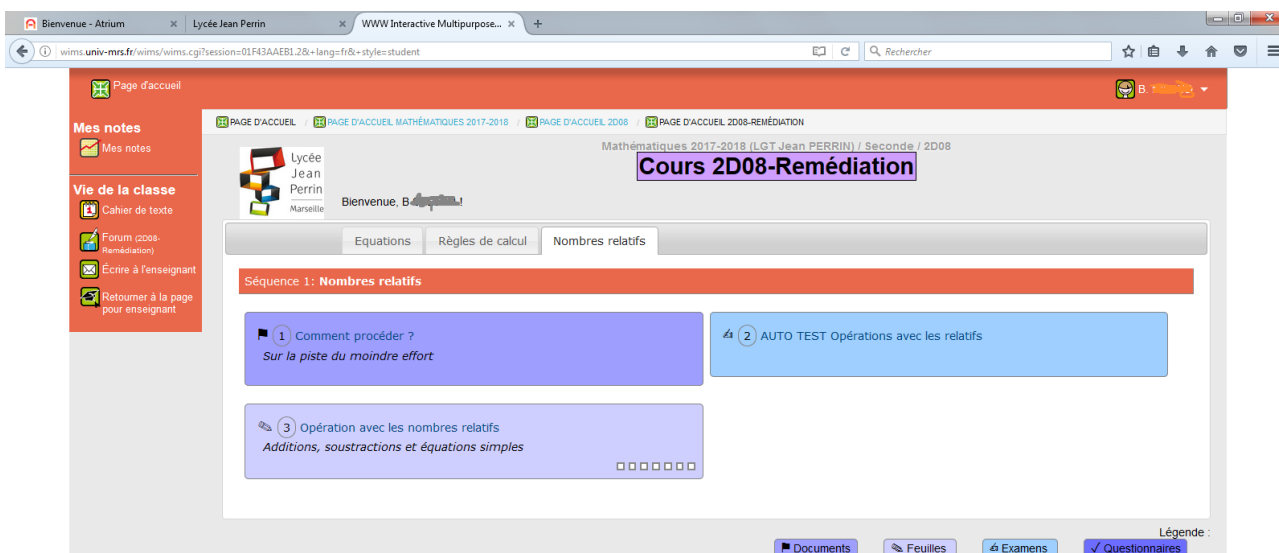 Bienvenue - Atrium
Lycée Jean Perrin
WWW Interactive Multipurpose...
wims.univ-mrs.fr/wims/wims.cgi?session=01F43AAEB1.2&+lang=fr&+style=student
Rechercher
Page d'accueil
B.
Mes notes
Mes notes
Vie de la classe
Cahier de texte
Forum (2D08-
Remédiation)
Écrire à l'enseignant
Retourner à la page
pour enseignant
PAGE D'ACCUEIL / PAGE D'ACCUEIL MATHÉMATIQUES 2017-2018 / PAGE D'ACCUEIL 2D08 / PAGE D'ACCUEIL 2D08-REMÉDIATION
Lycée
Jean
Perrin
Marseille
Mathématiques 2017-2018 (LGT Jean PERRIN) / Seconde / 2D08
Cours 2D08-Remédiation
Bienvenue, B !
Equations
Règles de calcul
Nombres relatifs
Séquence 1: Nombres relatifs
1 Comment procéder ?
Sur la piste du moindre effort
2 AUTO TEST Opérations avec les relatifs
3 Opération avec les nombres relatifs
Additions, soustractions et équations simples
Légende :
Documents
Feuilles
Examens
Questionnaires